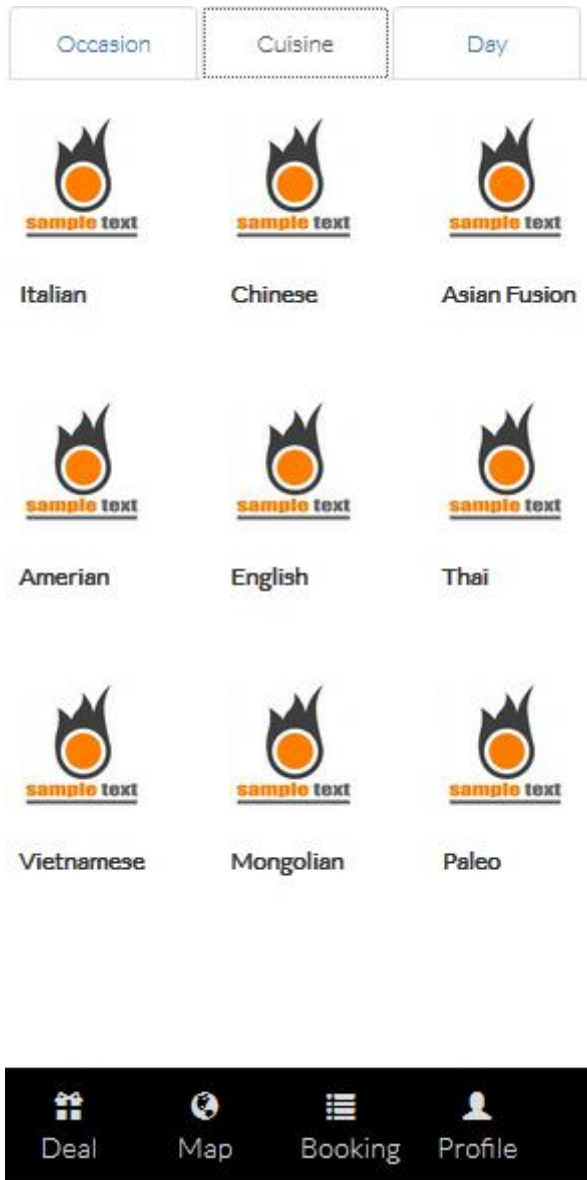 Occasion Cuisine Day
sample text sample text sample text
Italian Chinese Asian Fusion
sample text sample text sample text
Amerian English Thai
sample text sample text sample text
Vietnamese Mongolian Paleo
Deal Map Booking Profile